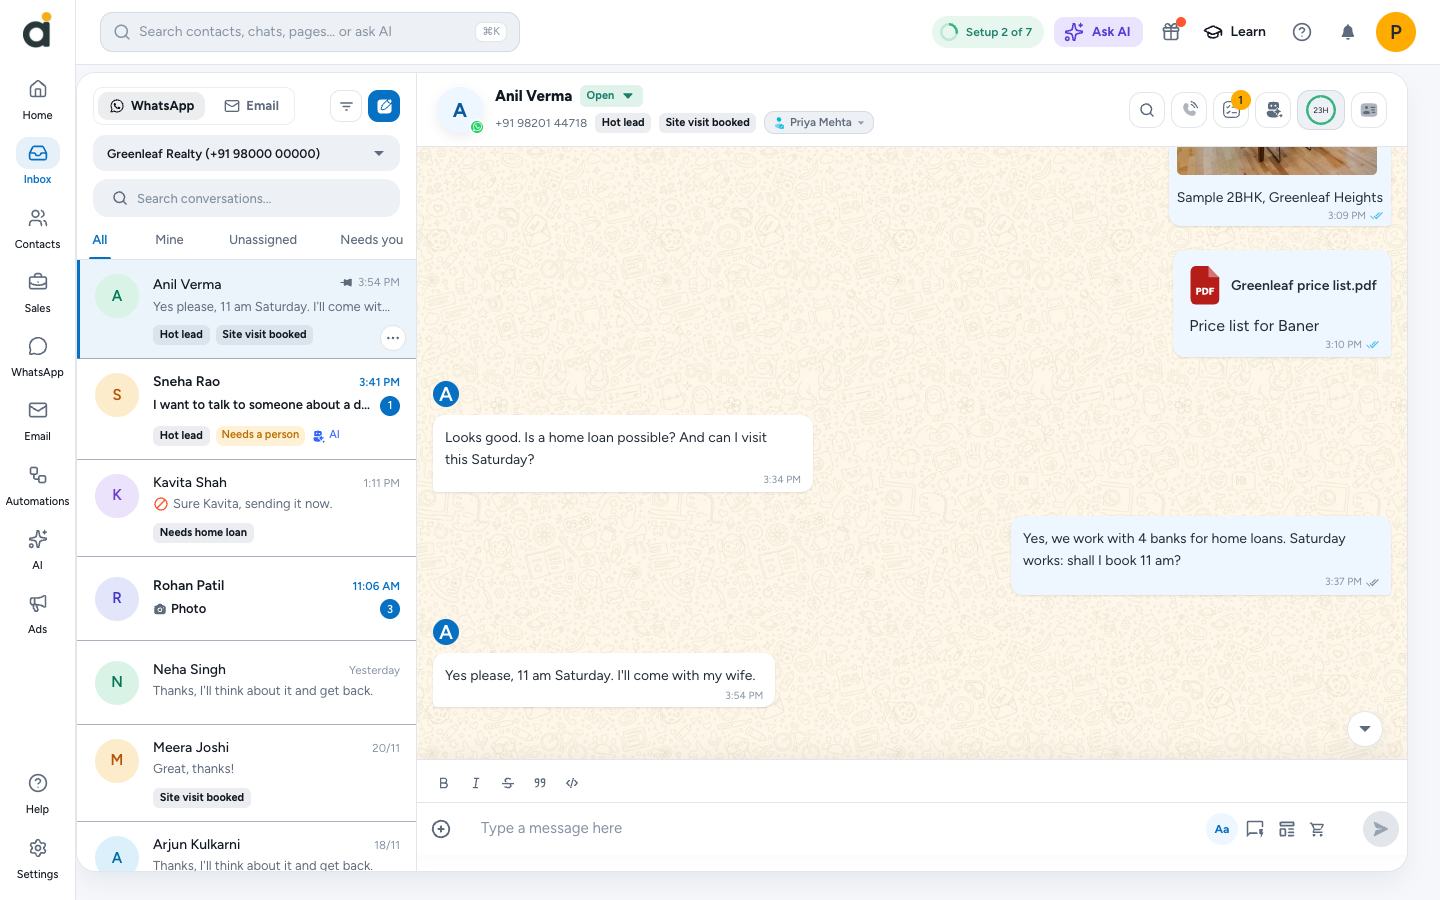 Search contacts, chats, pages... or ask AI
⌘K
Setup 2 of 7
Ask AI
Learn
P
Home
Inbox
Contacts
Sales
WhatsApp
Email
Automations
AI
Ads
Help
Settings
WhatsApp
Email
Greenleaf Realty (+91 98000 00000)
Search conversations...
All
Mine
Unassigned
Needs you
A
Anil Verma
3:54 PM
Yes please, 11 am Saturday. I'll come wit...
Hot lead
Site visit booked
S
Sneha Rao
3:41 PM
I want to talk to someone about a d...
1
Hot lead
Needs a person
AI
K
Kavita Shah
1:11 PM
Sure Kavita, sending it now.
Needs home loan
R
Rohan Patil
11:06 AM
Photo
3
N
Neha Singh
Yesterday
Thanks, I'll think about it and get back.
M
Meera Joshi
20/11
Great, thanks!
Site visit booked
A
Arjun Kulkarni
18/11
Thanks, I'll think about it and get back.
A
Anil Verma
Open
+91 98201 44718
Hot lead
Site visit booked
Priya Mehta
1
23H
Sample 2BHK, Greenleaf Heights
3:09 PM
PDF
Greenleaf price list.pdf
Price list for Baner
3:10 PM
A
Looks good. Is a home loan possible? And can I visit
this Saturday?
3:34 PM
Yes, we work with 4 banks for home loans. Saturday
works: shall I book 11 am?
3:37 PM
A
Yes please, 11 am Saturday. I'll come with my wife.
3:54 PM
B
I
S
Type a message here
Aa